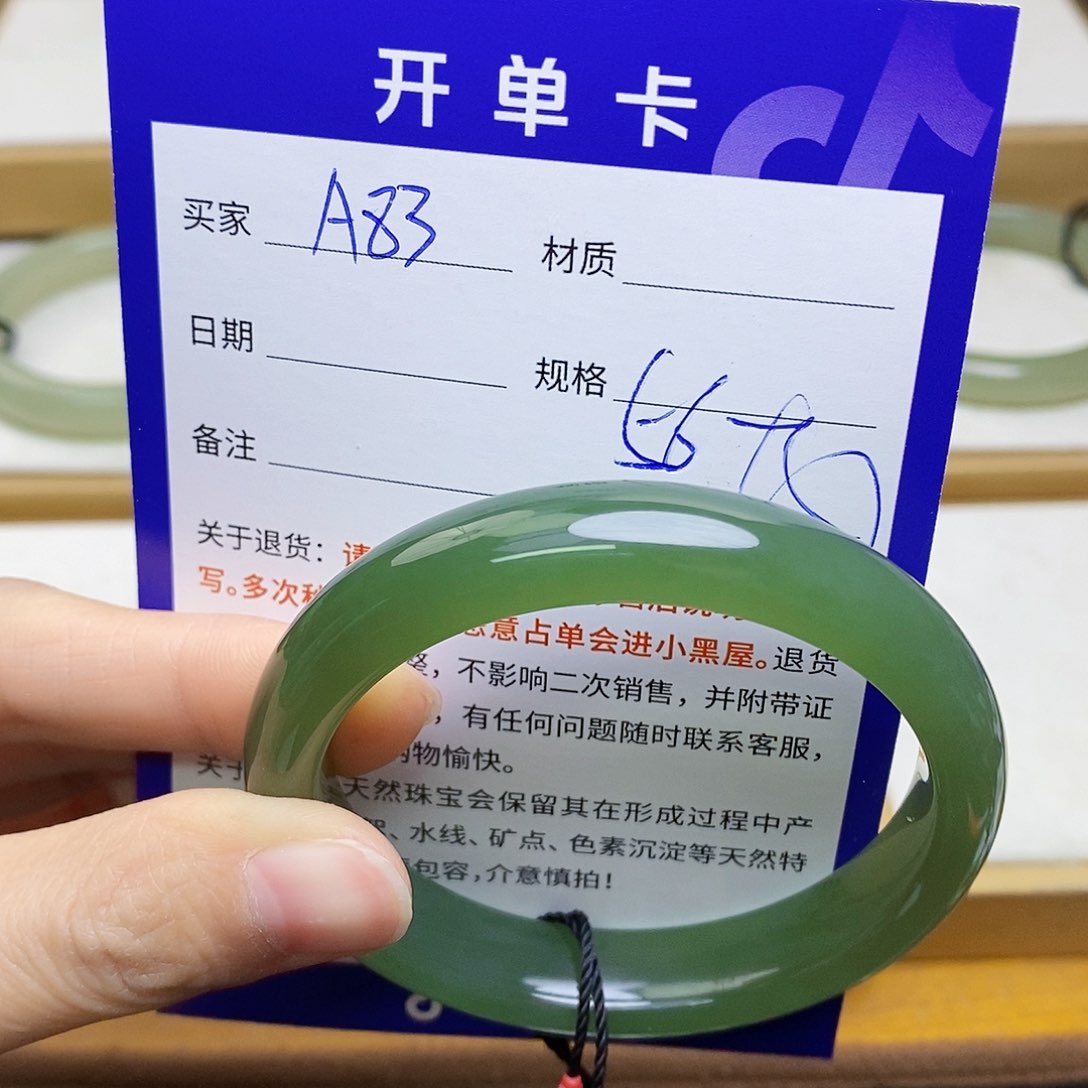 开单卡
买家 A83
材质
日期
规格 56
备注
关于退货：请
写。多次
意占单会进小黑屋。退货
，不影响二次销售，并附带证
，有任何问题随时联系客服，
购物愉快。
关于
天然珠宝会保留其在形成过程中产
、水线、矿点、色素沉淀等天然特
包容，介意慎拍！